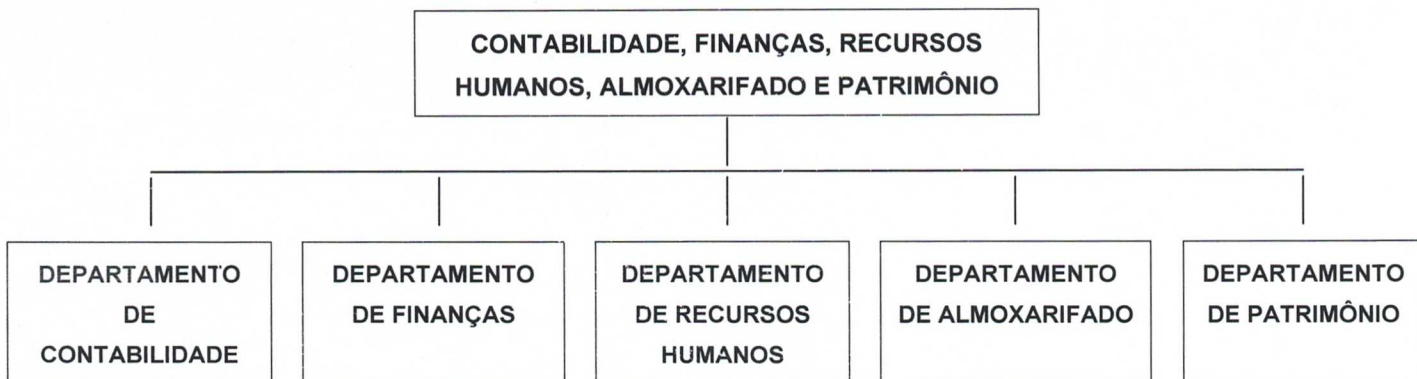 CONTABILIDADE, FINANÇAS, RECURSOS
HUMANOS, ALMOXARIFADO E PATRIMÔNIO
DEPARTAMENTO
DE
CONTABILIDADE
DEPARTAMENTO
DE FINANÇAS
DEPARTAMENTO
DE RECURSOS
HUMANOS
DEPARTAMENTO
DE ALMOXARIFADO
DEPARTAMENTO
DE PATRIMÔNIO